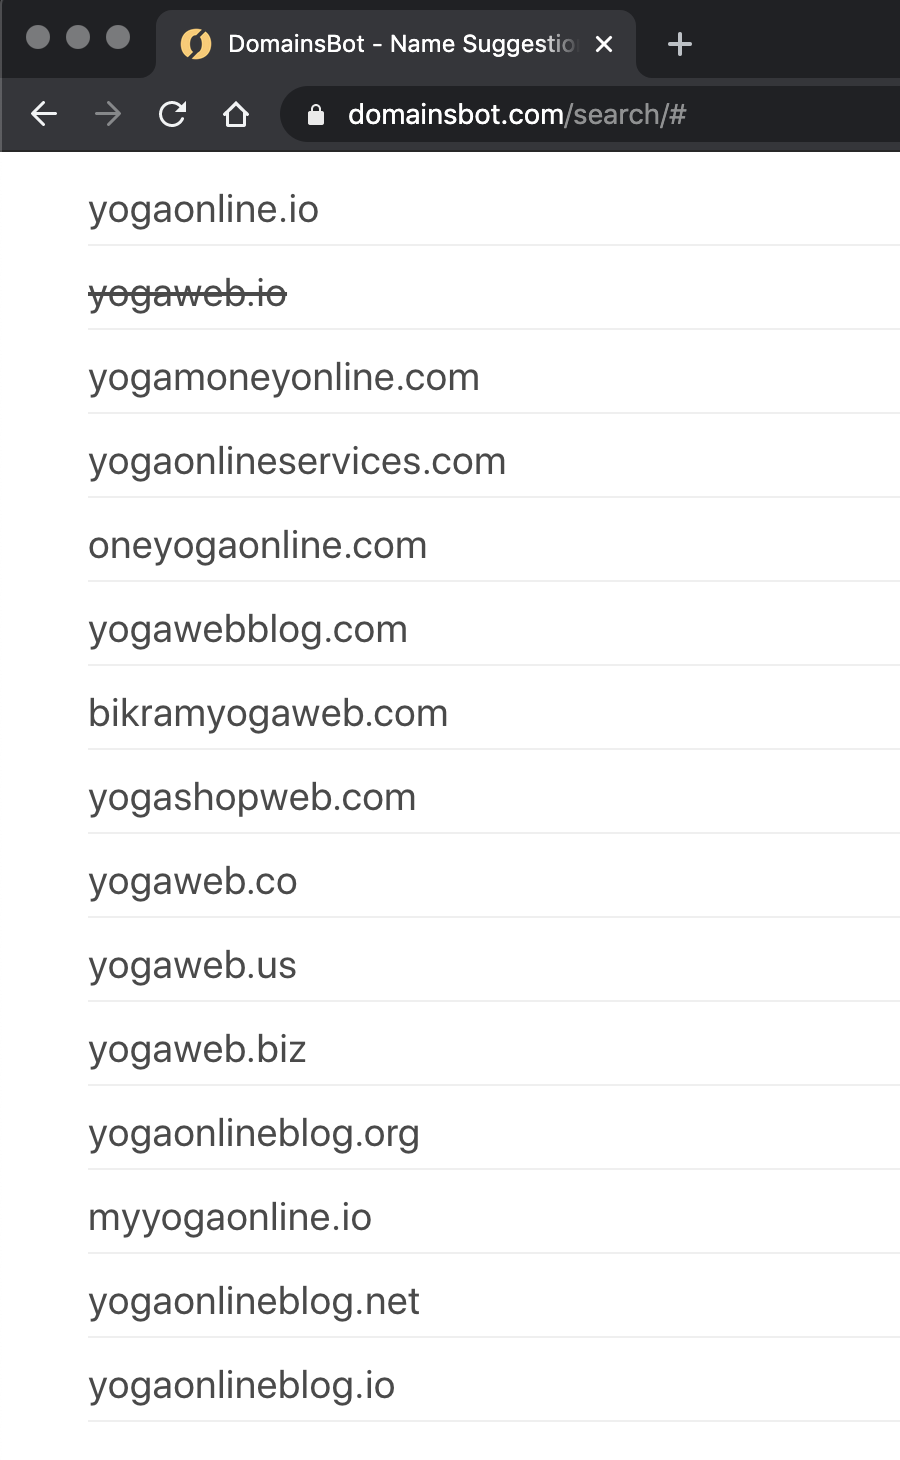 DomainsBot - Name Suggestio
domainsbot.com/search/#
yogaonline.io
yogaweb.io
yogamoneyonline.com
yogaonlineservices.com
oneyogaonline.com
yogawebblog.com
bikramyogaweb.com
yogashopweb.com
yogaweb.co
yogaweb.us
yogaweb.biz
yogaonlineblog.org
myyogaonline.io
yogaonlineblog.net
yogaonlineblog.io